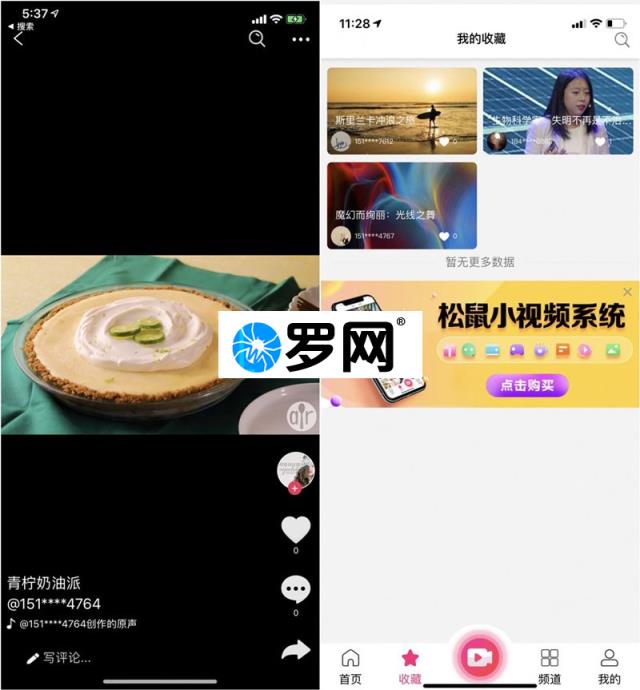 5:37
搜索
青柠奶油派
@151****4764
@151****4764创作的原声
写评论...
0
0
11:28
我的收藏
斯里兰卡冲浪之旅
151****7612
0
生物科学家：失明不再是不治...
魔幻而绚丽：光线之舞
151****4767
0
暂无更多数据
松鼠小视频系统
点击购买
罗网®
首页
收藏
频道
我的